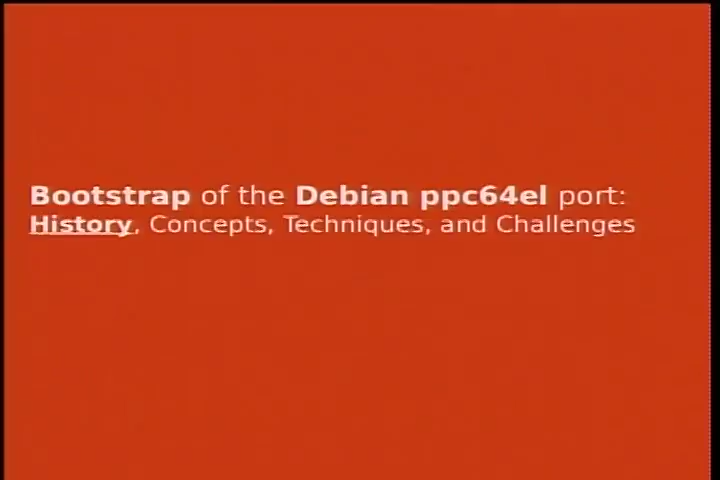 Bootstrap of the Debian ppc64el port:
History, Concepts, Techniques, and Challenges